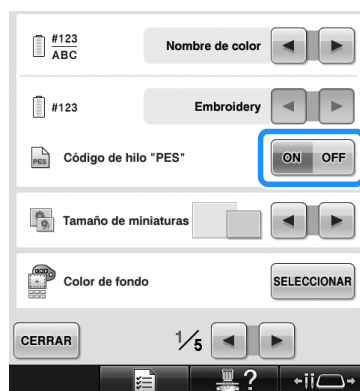 #123
ABC
Nombre de color
#123
Embroidery
PES
Código de hilo "PES"
ON OFF
Tamaño de miniaturas
Color de fondo
SELECCIONAR
CERRAR
1/5
?